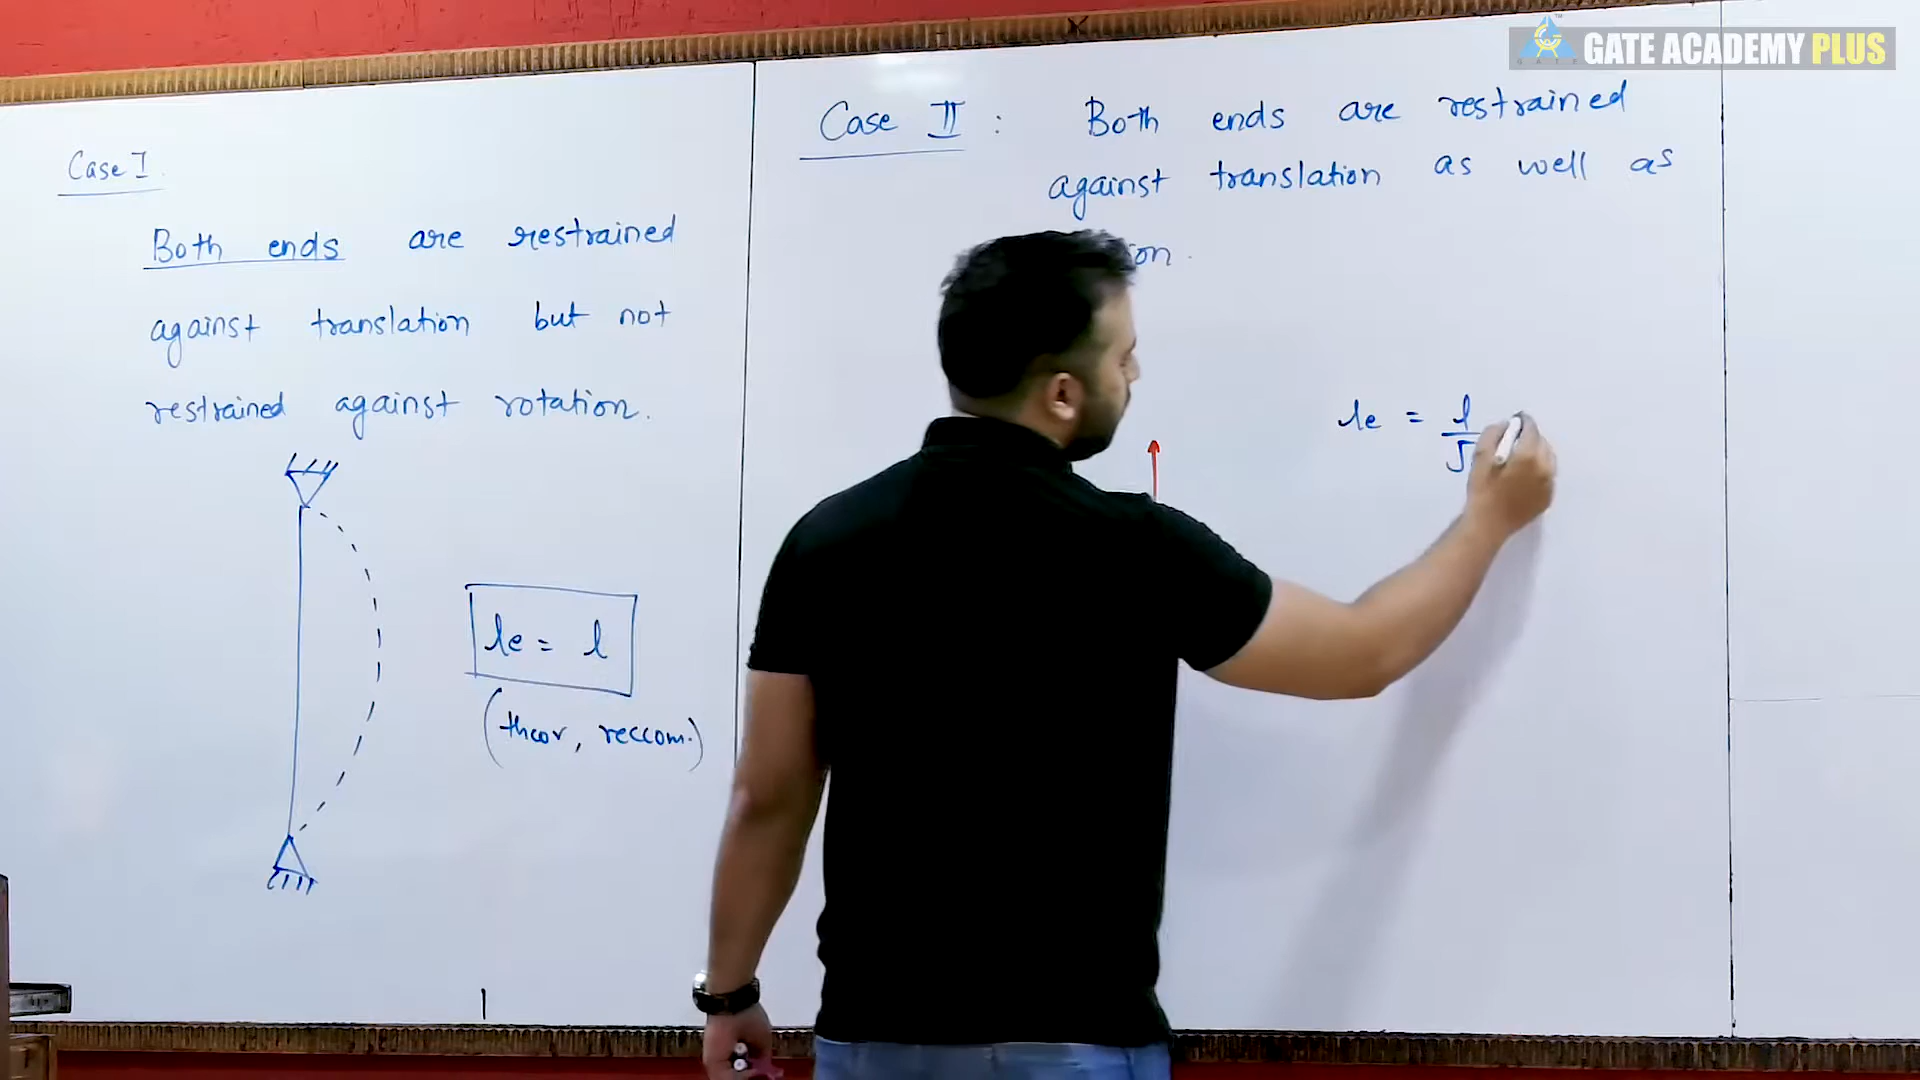 GATE ACADEMY PLUS
Case I.
Both ends are restrained
against translation but not
restrained against rotation.
le = l
(theor, reccom.)
Case II : Both ends are restrained
against translation as well as
le = l